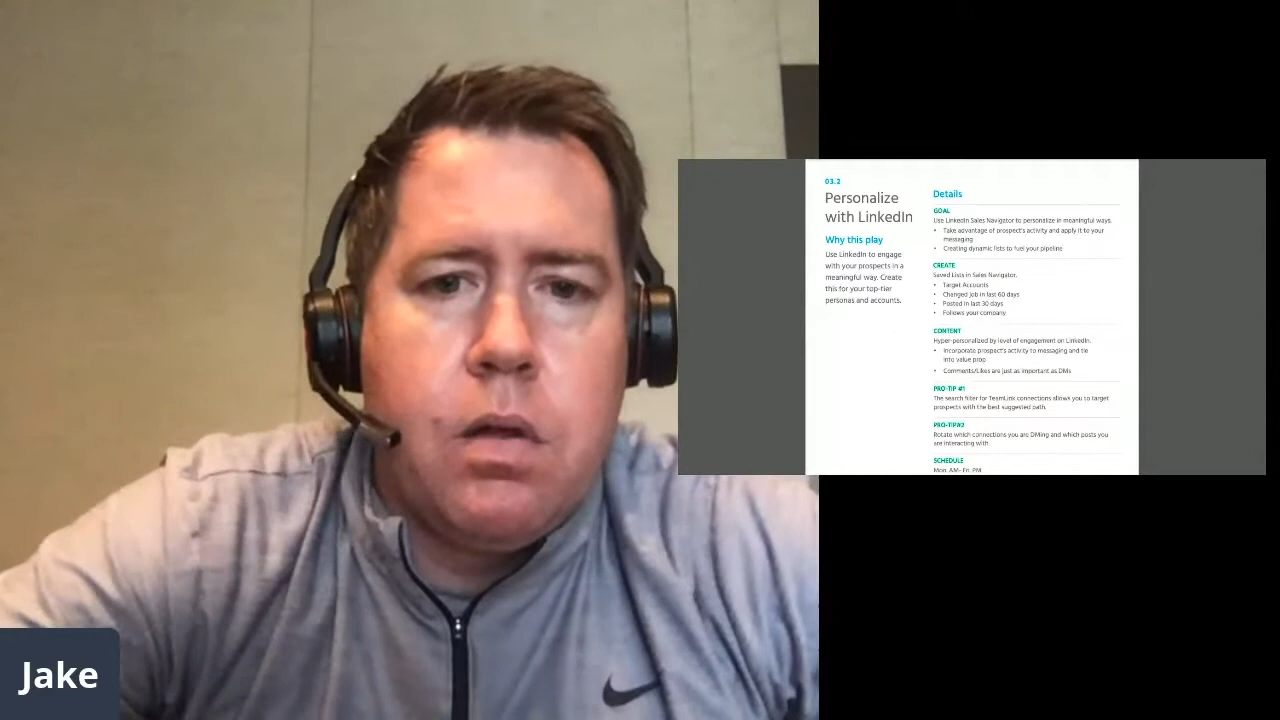 Jake
03.2
Personalize
with LinkedIn
Why this play
Use LinkedIn to engage
with your prospects in a
meaningful way. Create
this for your top-tier
personas and accounts.
Details
GOAL
Use LinkedIn Sales Navigator to personalize in meaningful ways.
• Take advantage of prospect's activity and apply it to your
messaging
• Creating dynamic lists to fuel your pipeline
CREATE
Saved Lists in Sales Navigator.
• Target Accounts
• Changed job in last 60 days
• Posted in last 30 days
• Follows your company
CONTENT
Hyper-personalized by level of engagement on LinkedIn.
• Incorporate prospect's activity to messaging and tie
into value prop
• Comments/Likes are just as important as DMs
PRO-TIP #1
The search filter for TeamLink connections allows you to target
prospects with the best suggested path.
PRO-TIP#2
Rotate which connections you are DMing and which posts you
are interacting with.
SCHEDULE
Mon. AM- Fri. PM